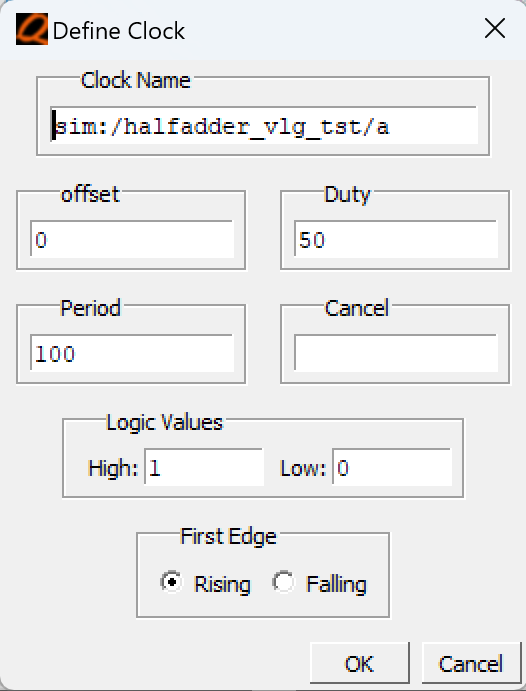 Define Clock
Clock Name
sim:/halfadder_vlg_tst/a
offset
Duty
0
50
Period
Cancel
100
Logic Values
High: 1 Low: 0
First Edge
Rising Falling
OK Cancel